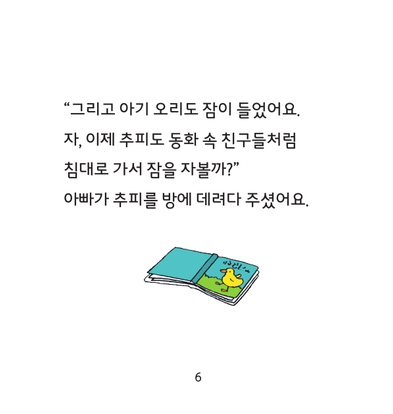 “그리고 아기 오리도 잠이 들었어요.
자, 이제 추피도 동화 속 친구들처럼
침대로 가서 잠을 자볼까?”
아빠가 추피를 방에 데려다 주셨어요.
6